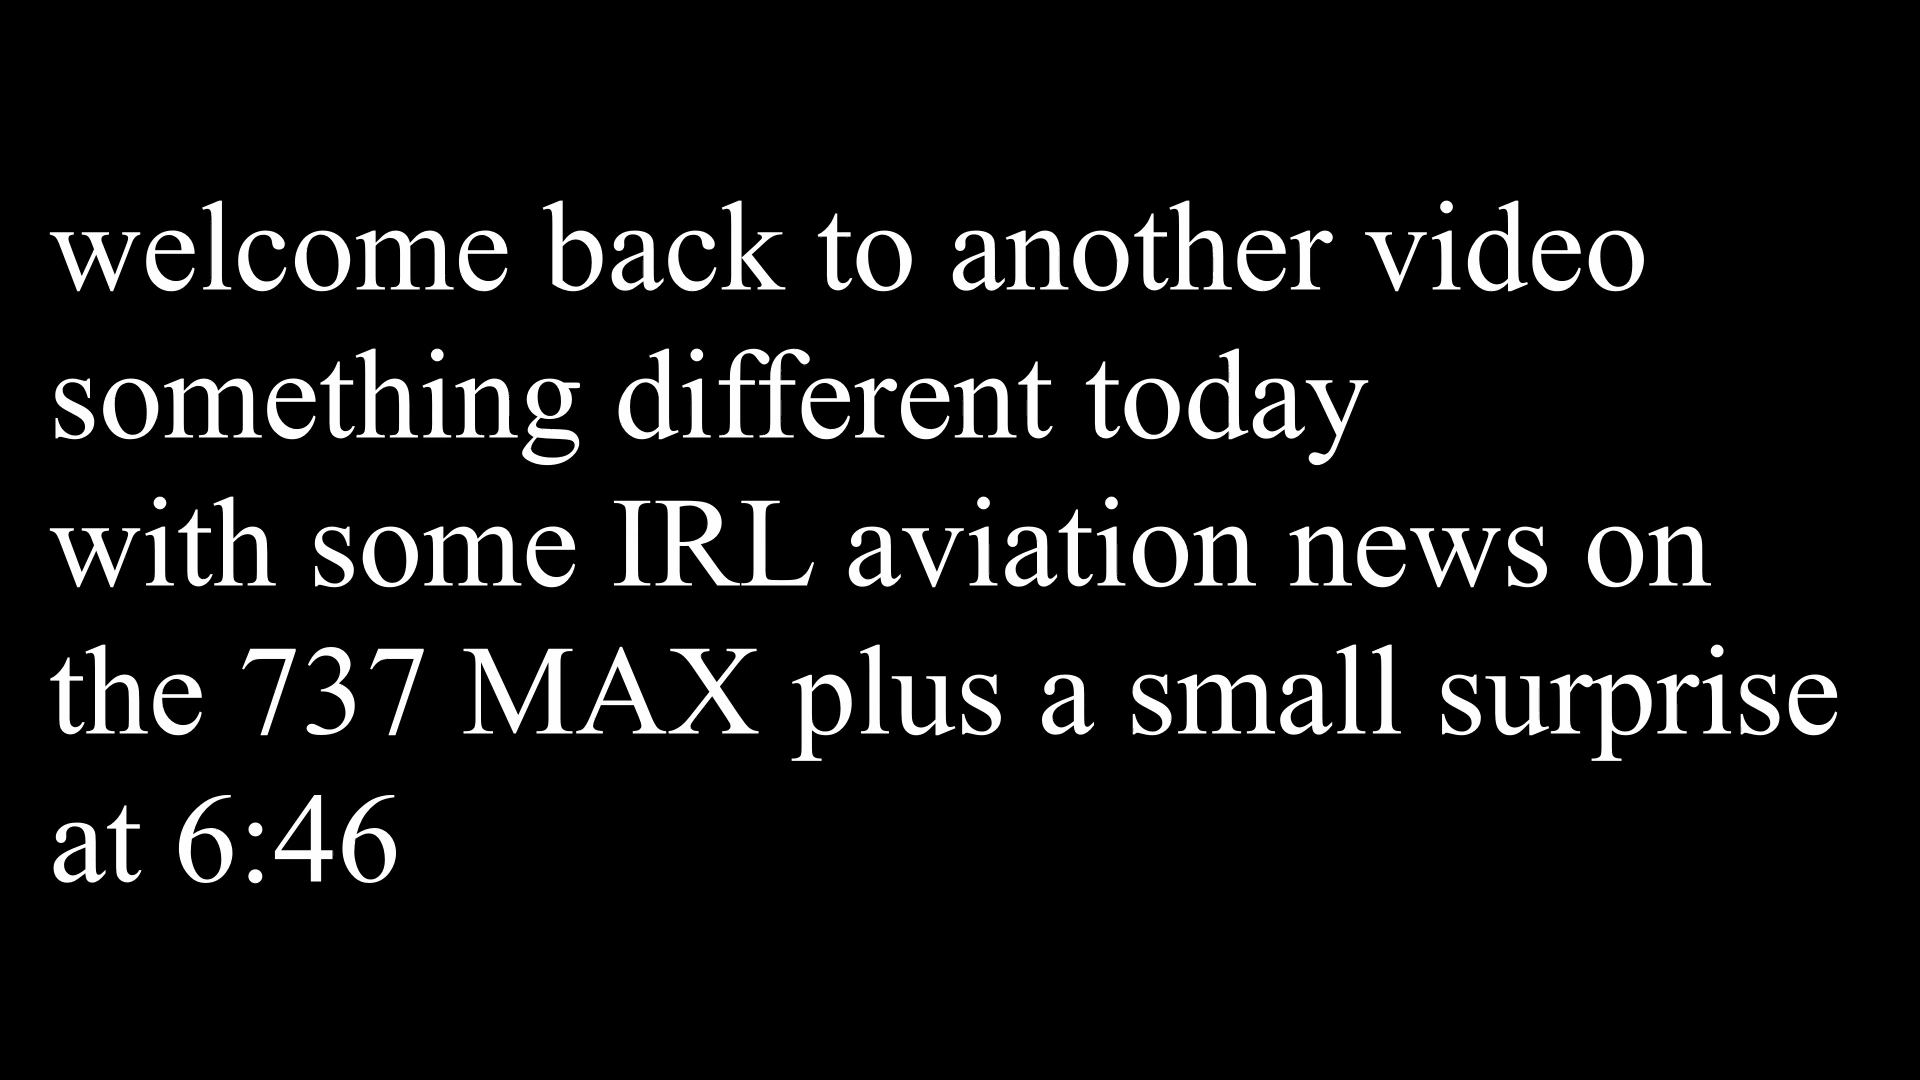 welcome back to another video
something different today
with some IRL aviation news on
the 737 MAX plus a small surprise
at 6:46